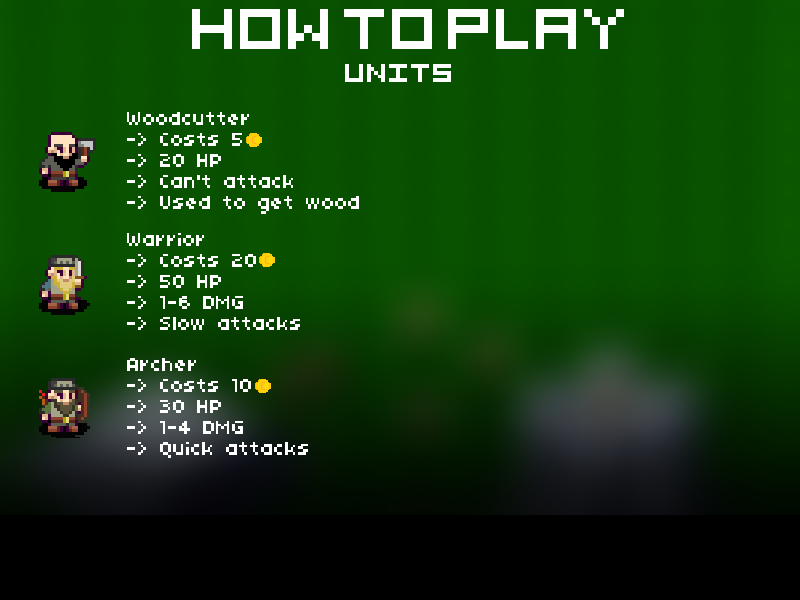 HOW TO PLAY
UNITS
Woodcutter
-> Costs 5
-> 20 HP
-> Can't attack
-> Used to get wood
Warrior
-> Costs 20
-> 50 HP
-> 1-6 DMG
-> Slow attacks
Archer
-> Costs 10
-> 30 HP
-> 1-4 DMG
-> Quick attacks